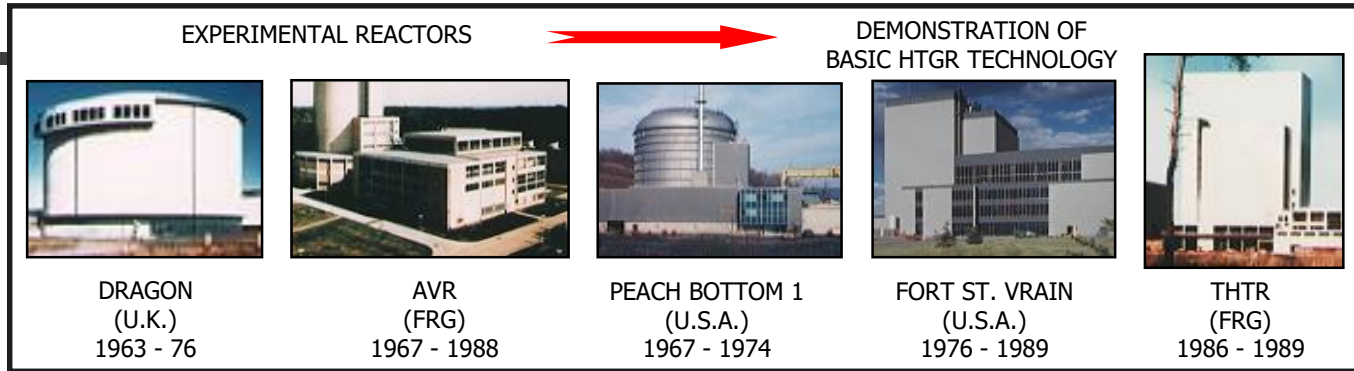 EXPERIMENTAL REACTORS
DEMONSTRATION OF
BASIC HTGR TECHNOLOGY
DRAGON
(U.K.)
1963 - 76
AVR
(FRG)
1967 - 1988
PEACH BOTTOM 1
(U.S.A.)
1967 - 1974
FORT ST. VRAIN
(U.S.A.)
1976 - 1989
THTR
(FRG)
1986 - 1989